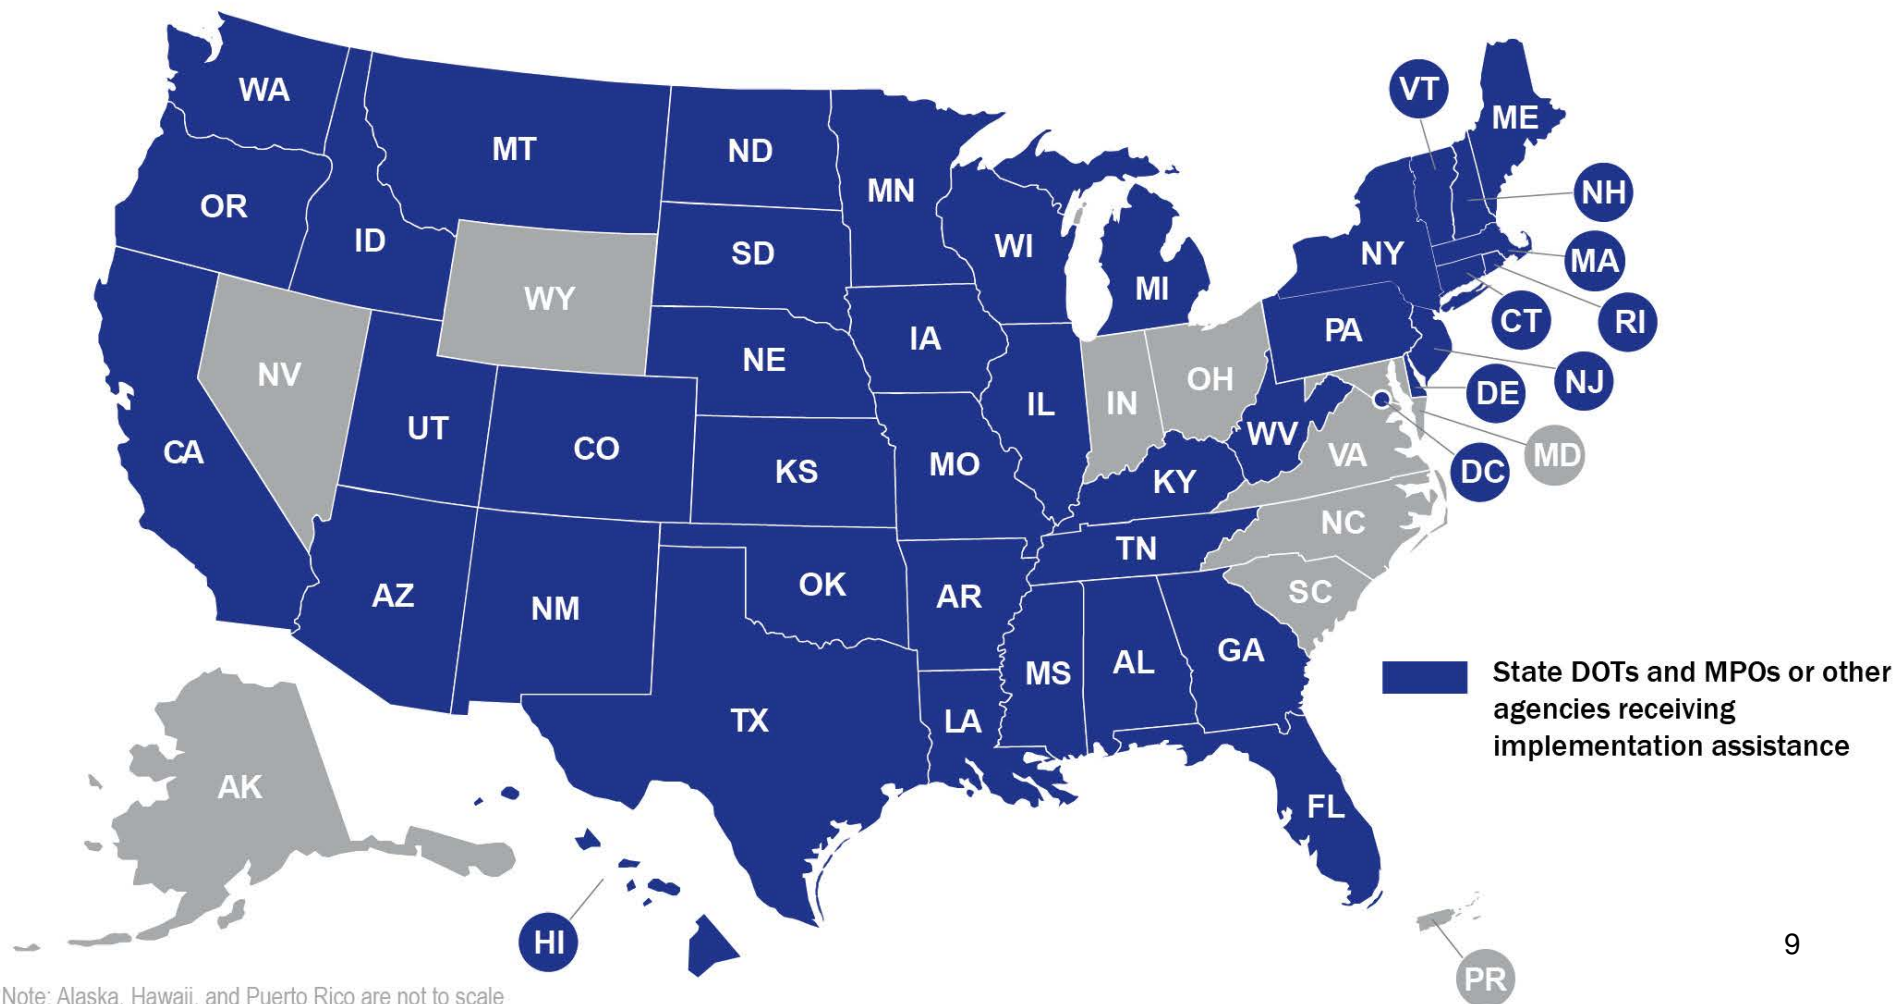 WA
MT
ND
MN
VT
ME
OR
ID
SD
WI
MI
NY
NH
MA
WY
IA
PA
CT
RI
NV
NE
IL
IN
OH
DE
NJ
UT
CO
CA
KS
MO
KY
WV
VA
DC
MD
NC
TN
AZ
NM
OK
AR
SC
MS
AL
GA
TX
LA
State DOTs and MPOs or other
agencies receiving
implementation assistance
AK
FL
HI
PR
9
Note: Alaska, Hawaii, and Puerto Rico are not to scale